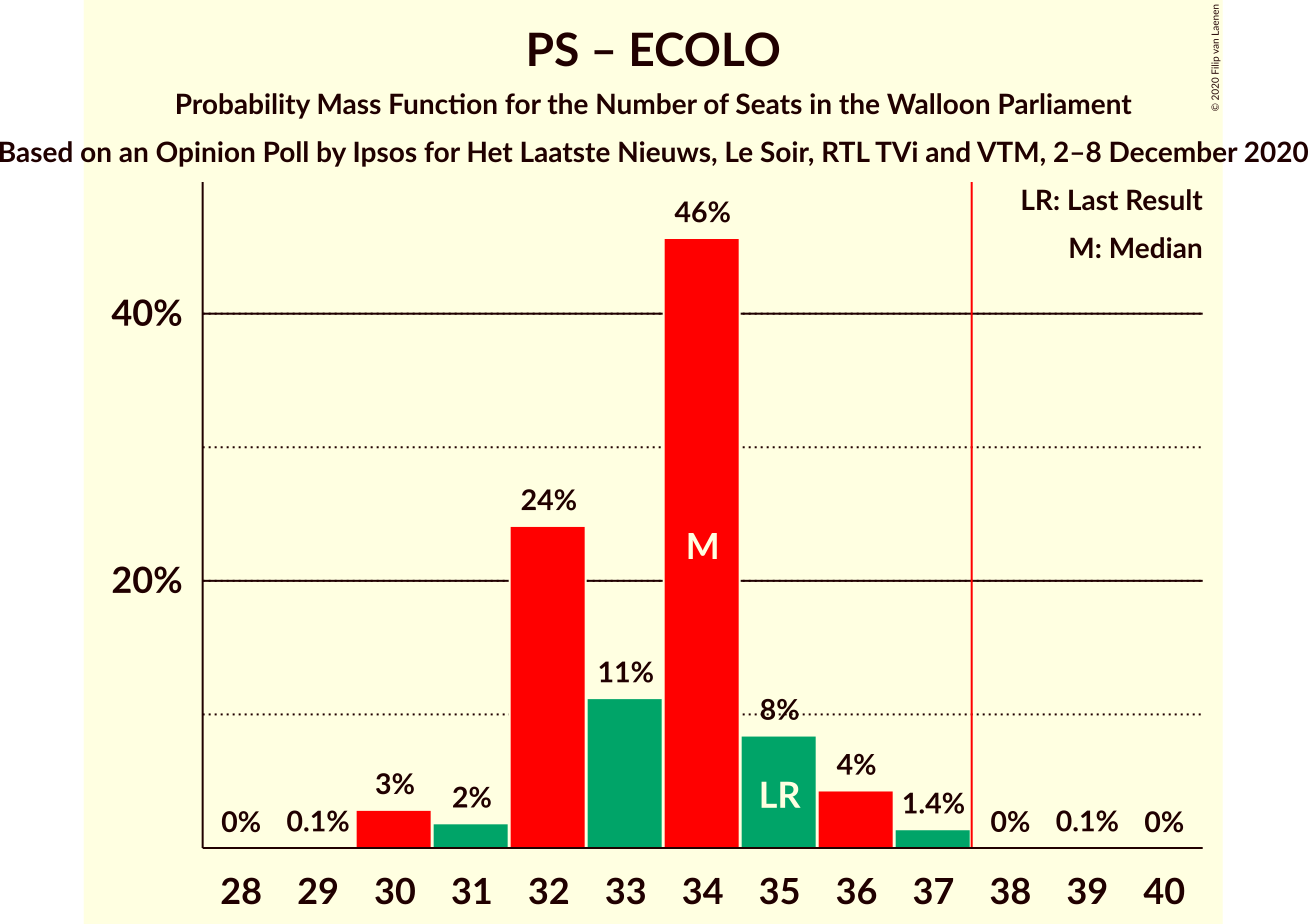 PS – ECOLO
Probability Mass Function for the Number of Seats in the Walloon Parliament
Based on an Opinion Poll by Ipsos for Het Laatste Nieuws, Le Soir, RTL TVi and VTM, 2–8 December 2020
© 2020 Filip van Laenen
LR: Last Result
M: Median
40%
20%
0%
0.1%
3%
2%
24%
11%
46%
8%
4%
1.4%
0%
0.1%
0%
M
LR
28 29 30 31 32 33 34 35 36 37 38 39 40